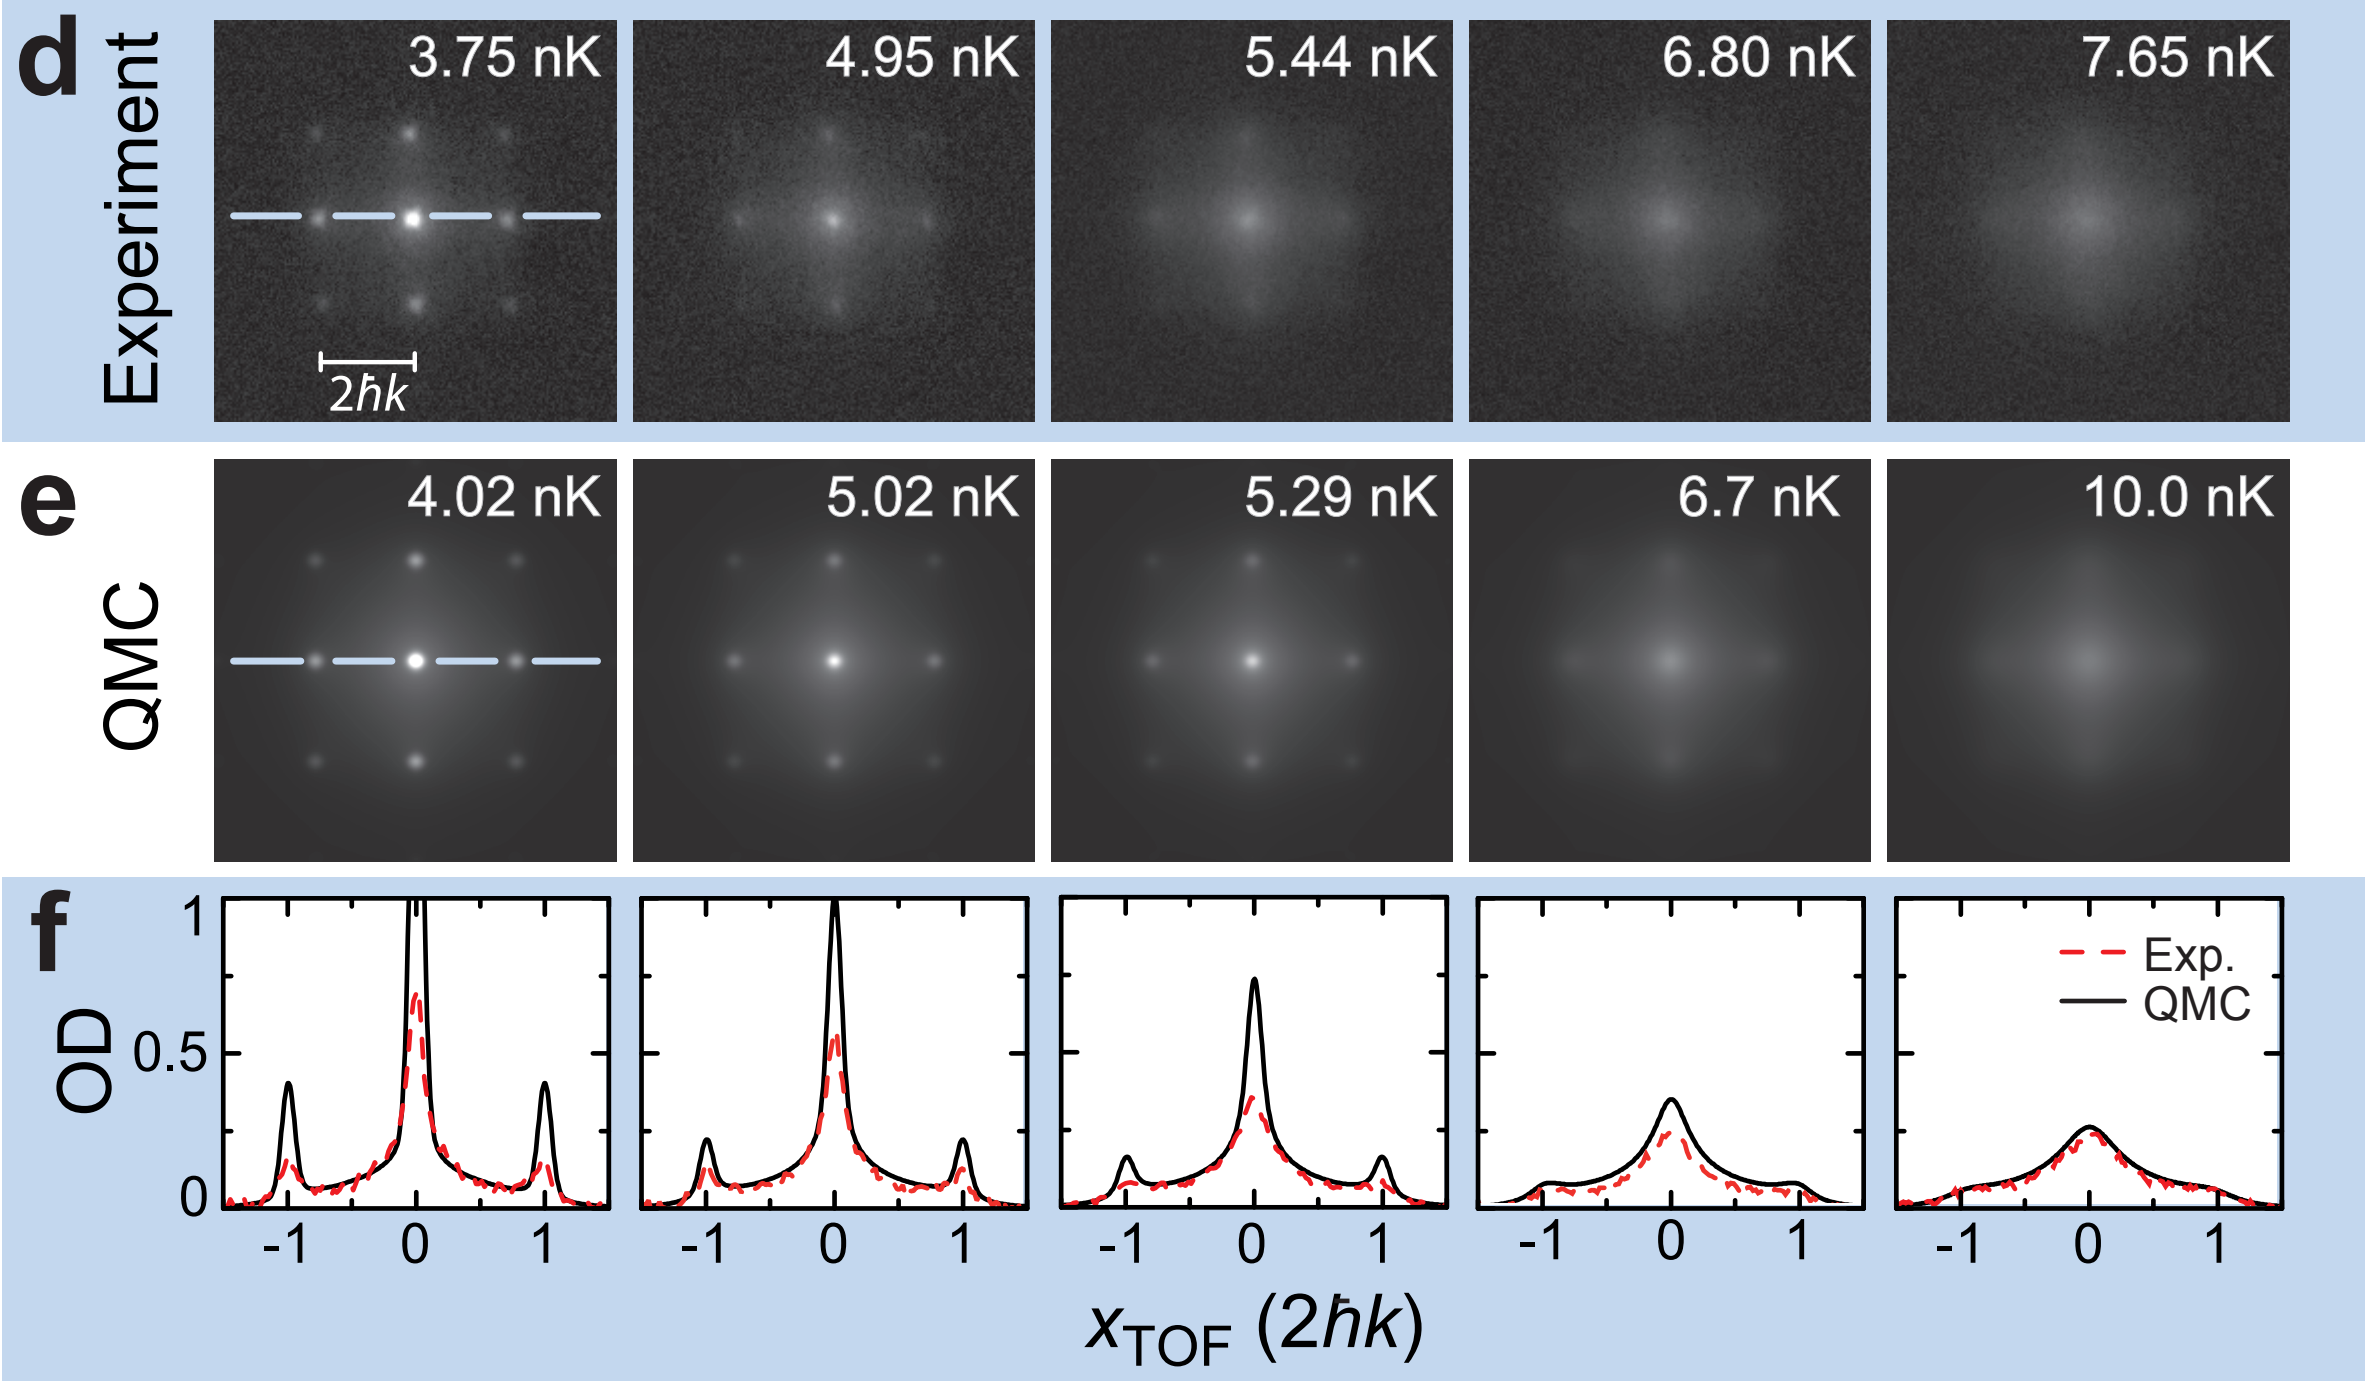 d
Experiment
3.75 nK
4.95 nK
5.44 nK
6.80 nK
7.65 nK
2ħk
e
QMC
4.02 nK
5.02 nK
5.29 nK
6.7 nK
10.0 nK
f
OD
1
0.5
0
Exp.
QMC
-1 0 1
-1 0 1
-1 0 1
-1 0 1
-1 0 1
xTOF (2ħk)